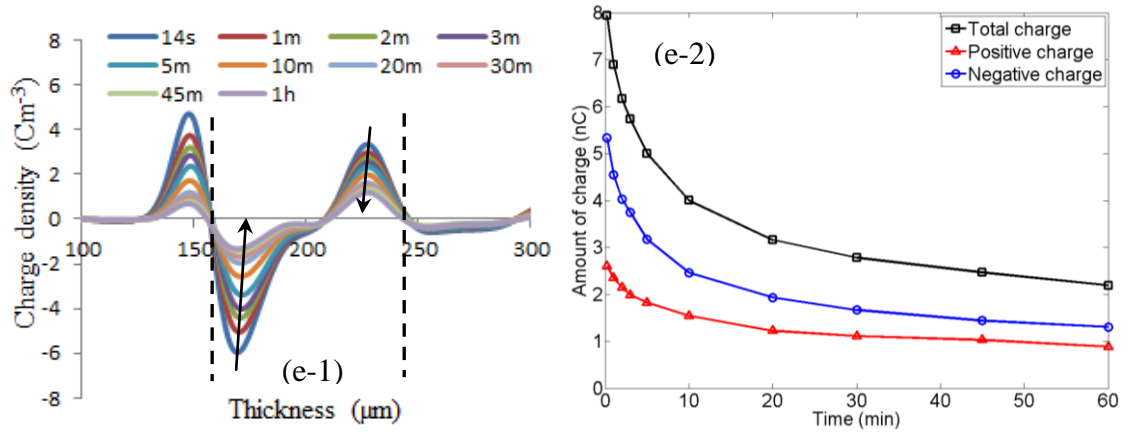 8
6
4
2
0
-2
-4
-6
-8
Charge density (Cm-3)
14s 1m 2m 3m
5m 10m 20m 30m
45m 1h
100 150 200 250 300
(e-1)
Thickness (μm)
8
7
6
5
4
3
2
1
0
Amount of charge (nC)
(e-2)
Total charge
Positive charge
Negative charge
0 10 20 30 40 50 60
Time (min)